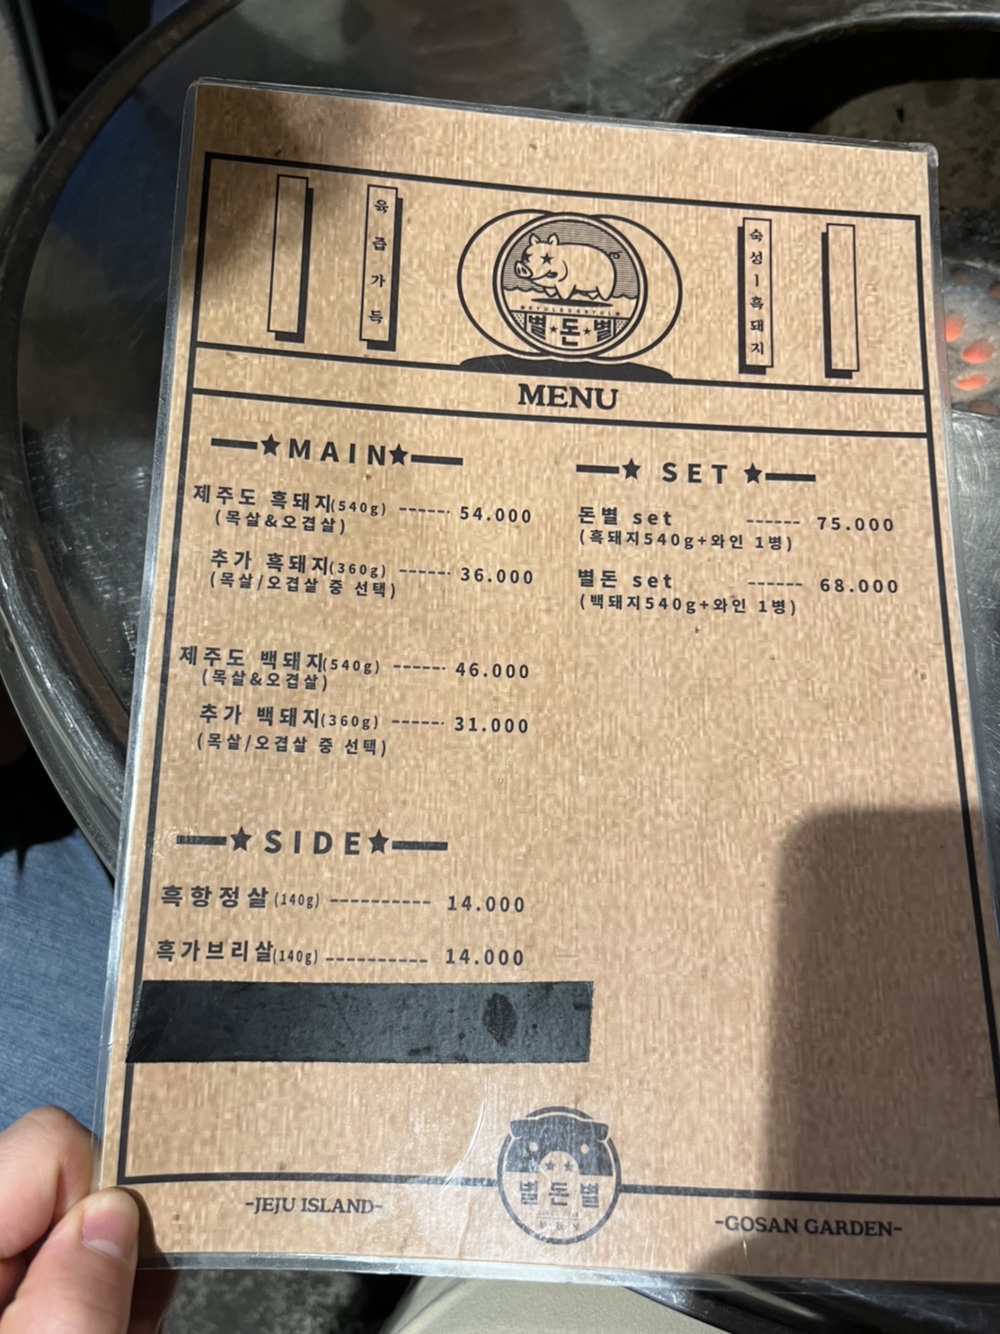 육즙가득
BYULDONBYUL
별★돈★별
숙성ㅣ흑돼지
MENU
★MAIN★
제주도 흑돼지(540g) ------ 54.000
(목살&오겹살)
추가 흑돼지(360g) ------ 36.000
(목살/오겹살 중 선택)
제주도 백돼지(540g) ------ 46.000
(목살&오겹살)
추가 백돼지(360g) ------ 31.000
(목살/오겹살 중 선택)
★ SET ★
돈별 set ------ 75.000
(흑돼지540g+와인 1병)
별돈 set ------ 68.000
(백돼지540g+와인 1병)
★SIDE★
흑항정살(140g) ---------- 14.000
흑가브리살(140g) ---------- 14.000
별돈별
-JEJU ISLAND-
-GOSAN GARDEN-